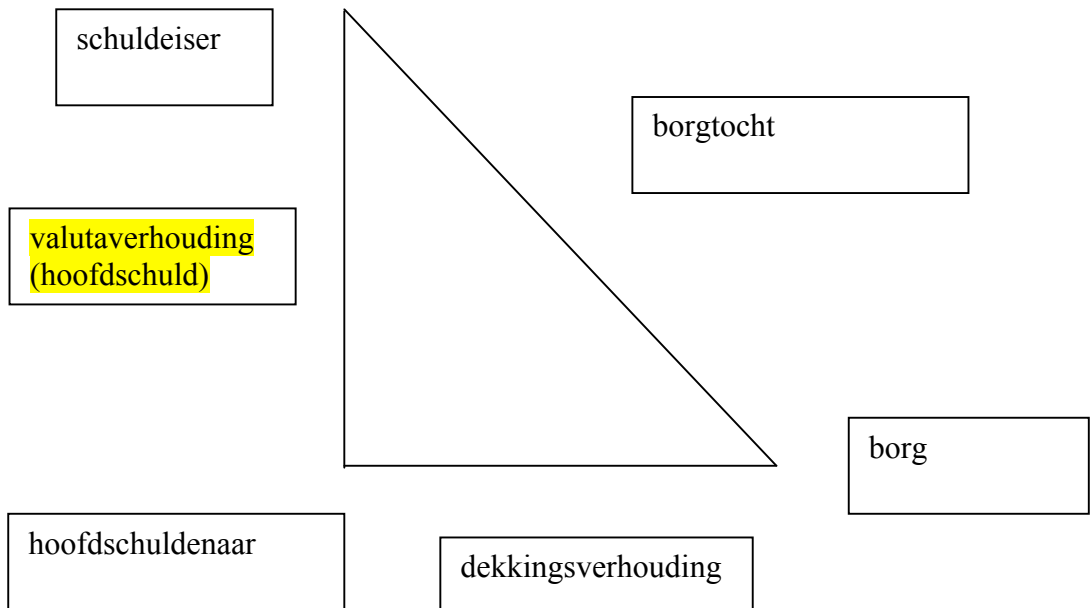 schuldeiser
borgtocht
valutaverhouding
(hoofdschuld)
borg
hoofdschuldenaar
dekkingsverhouding